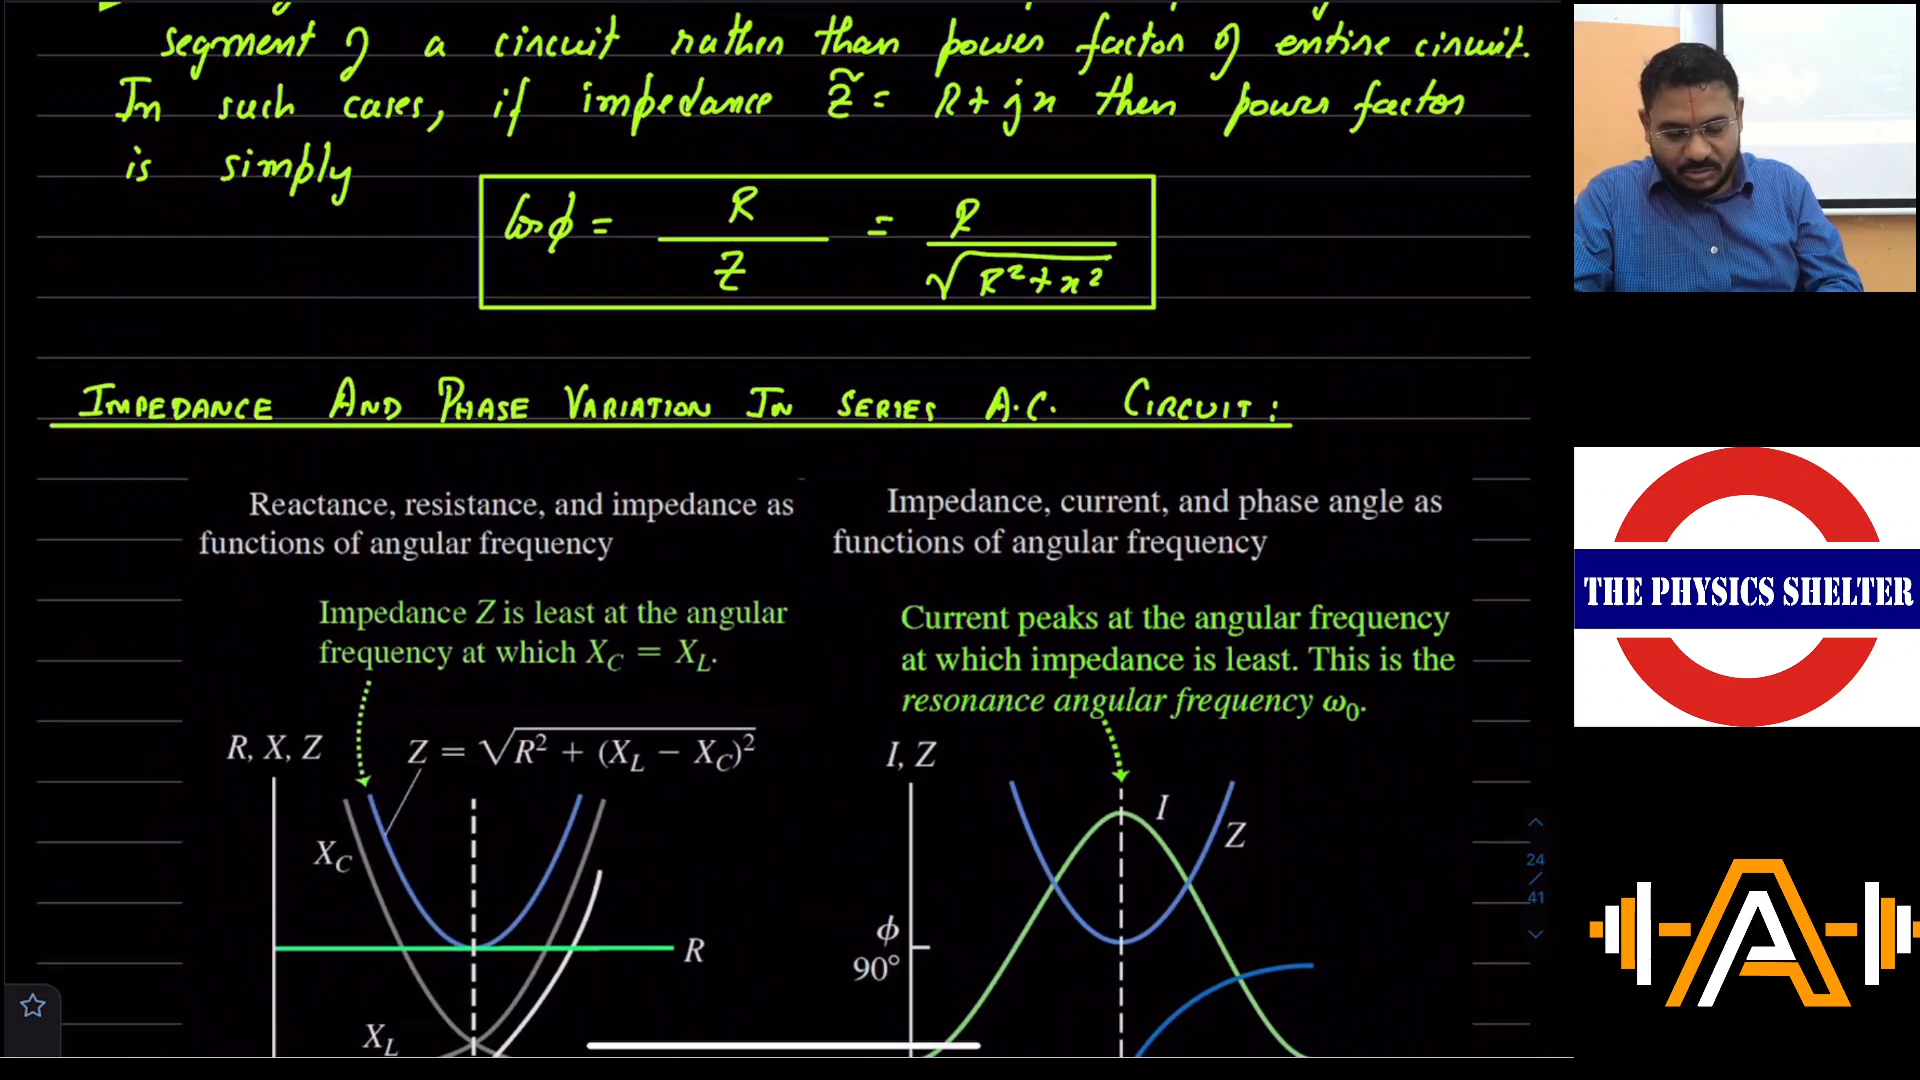 segment of a circuit rather than power factor of entire circuit.
In such cases, if impedance Z̃ = R + jx then power factor
is simply
cos φ = R / Z = R / √(R² + x²)
IMPEDANCE AND PHASE VARIATION IN SERIES A.C. CIRCUIT:
Reactance, resistance, and impedance as
functions of angular frequency
Impedance Z is least at the angular
frequency at which X_C = X_L.
R, X, Z
Z = √(R² + (X_L − X_C)²)
X_C
R
X_L
Impedance, current, and phase angle as
functions of angular frequency
Current peaks at the angular frequency
at which impedance is least. This is the
resonance angular frequency ω₀.
I, Z
I
Z
φ
90°
24
/
41
THE PHYSICS SHELTER